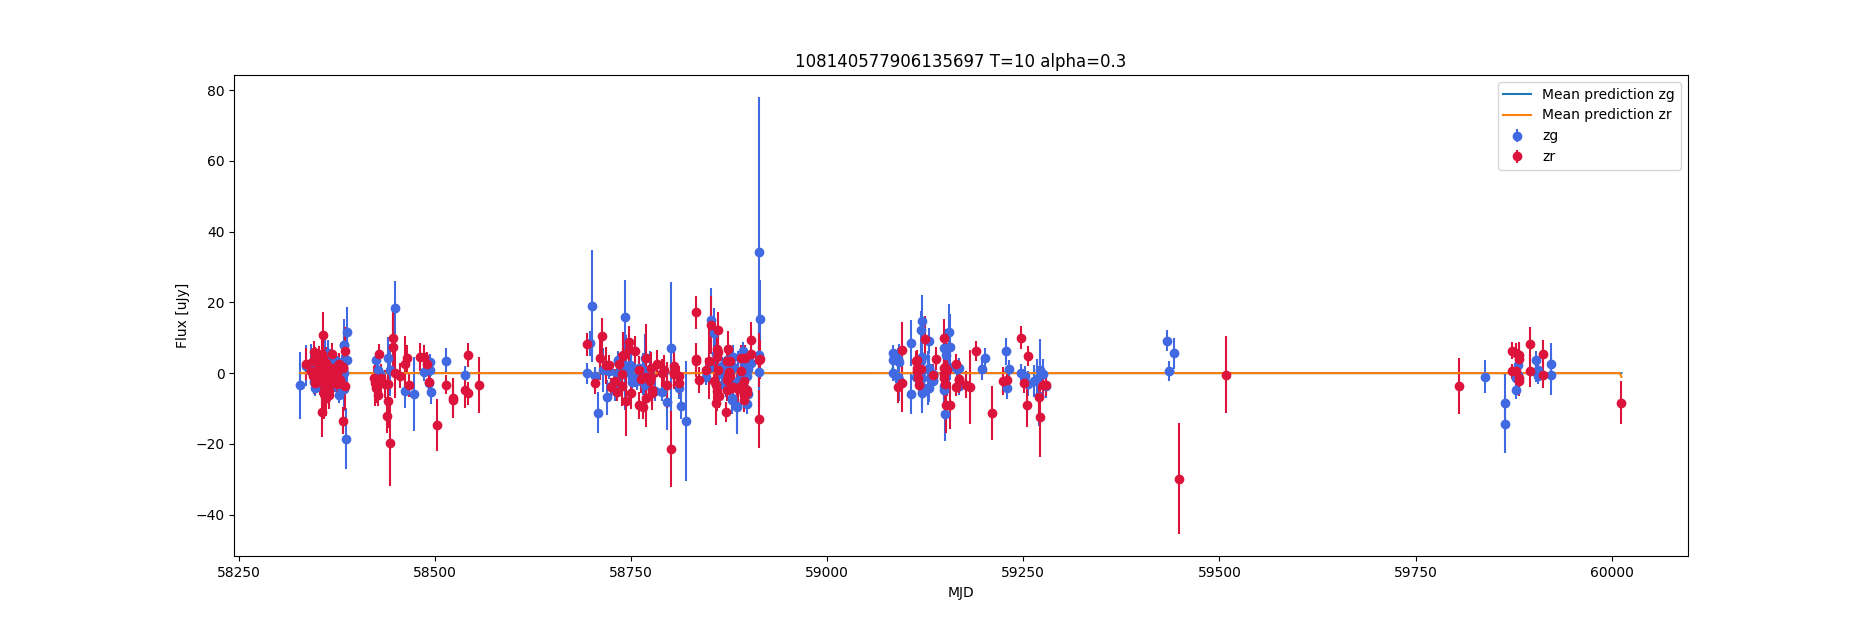 108140577906135697 T=10 alpha=0.3
Mean prediction zg
Mean prediction zr
zg
zr
Flux [uJy]
80
60
40
20
0
−20
−40
58250 58500 58750 59000 59250 59500 59750 60000
MJD